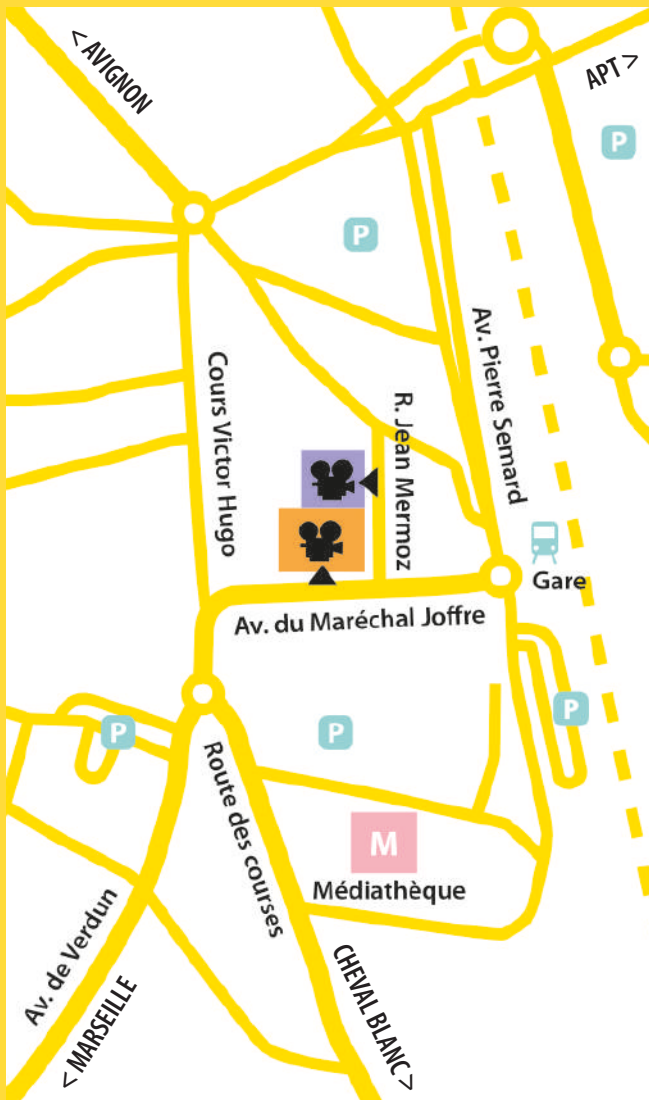 < AVIGNON
APT >
P
P
Cours Victor Hugo
R. Jean Mermoz
Av. Pierre Semard
Gare
Av. du Maréchal Joffre
P
P
P
Route des courses
M
Médiathèque
Av. de Verdun
< MARSEILLE
CHEVAL BLANC >